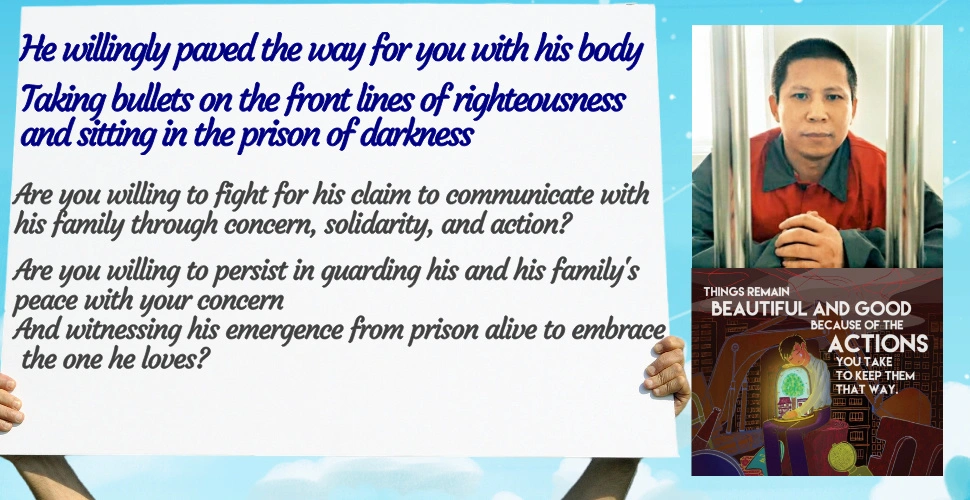 He willingly paved the way for you with his body
Taking bullets on the front lines of righteousness
and sitting in the prison of darkness
Are you willing to fight for his claim to communicate with
his family through concern, solidarity, and action?
Are you willing to persist in guarding his and his family's
peace with your concern
And witnessing his emergence from prison alive to embrace
the one he loves?
THINGS REMAIN
BEAUTIFUL AND GOOD
BECAUSE OF THE
ACTIONS
YOU TAKE
TO KEEP THEM
THAT WAY.